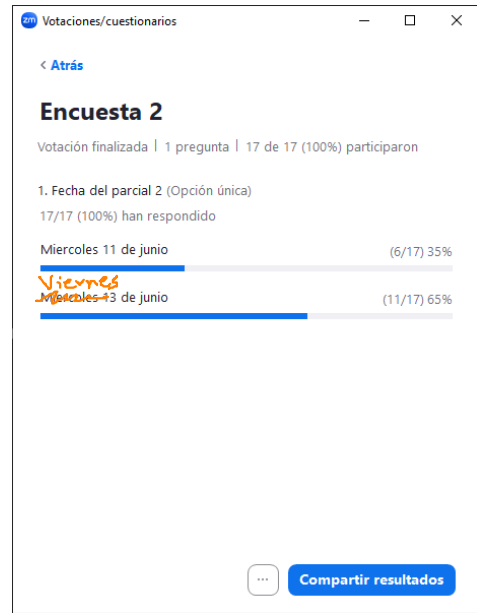 zm Votaciones/cuestionarios
< Atrás
Encuesta 2
Votación finalizada | 1 pregunta | 17 de 17 (100%) participaron
1. Fecha del parcial 2 (Opción única)
17/17 (100%) han respondido
Miercoles 11 de junio (6/17) 35%
Viernes
Miercoles 13 de junio (11/17) 65%
... Compartir resultados